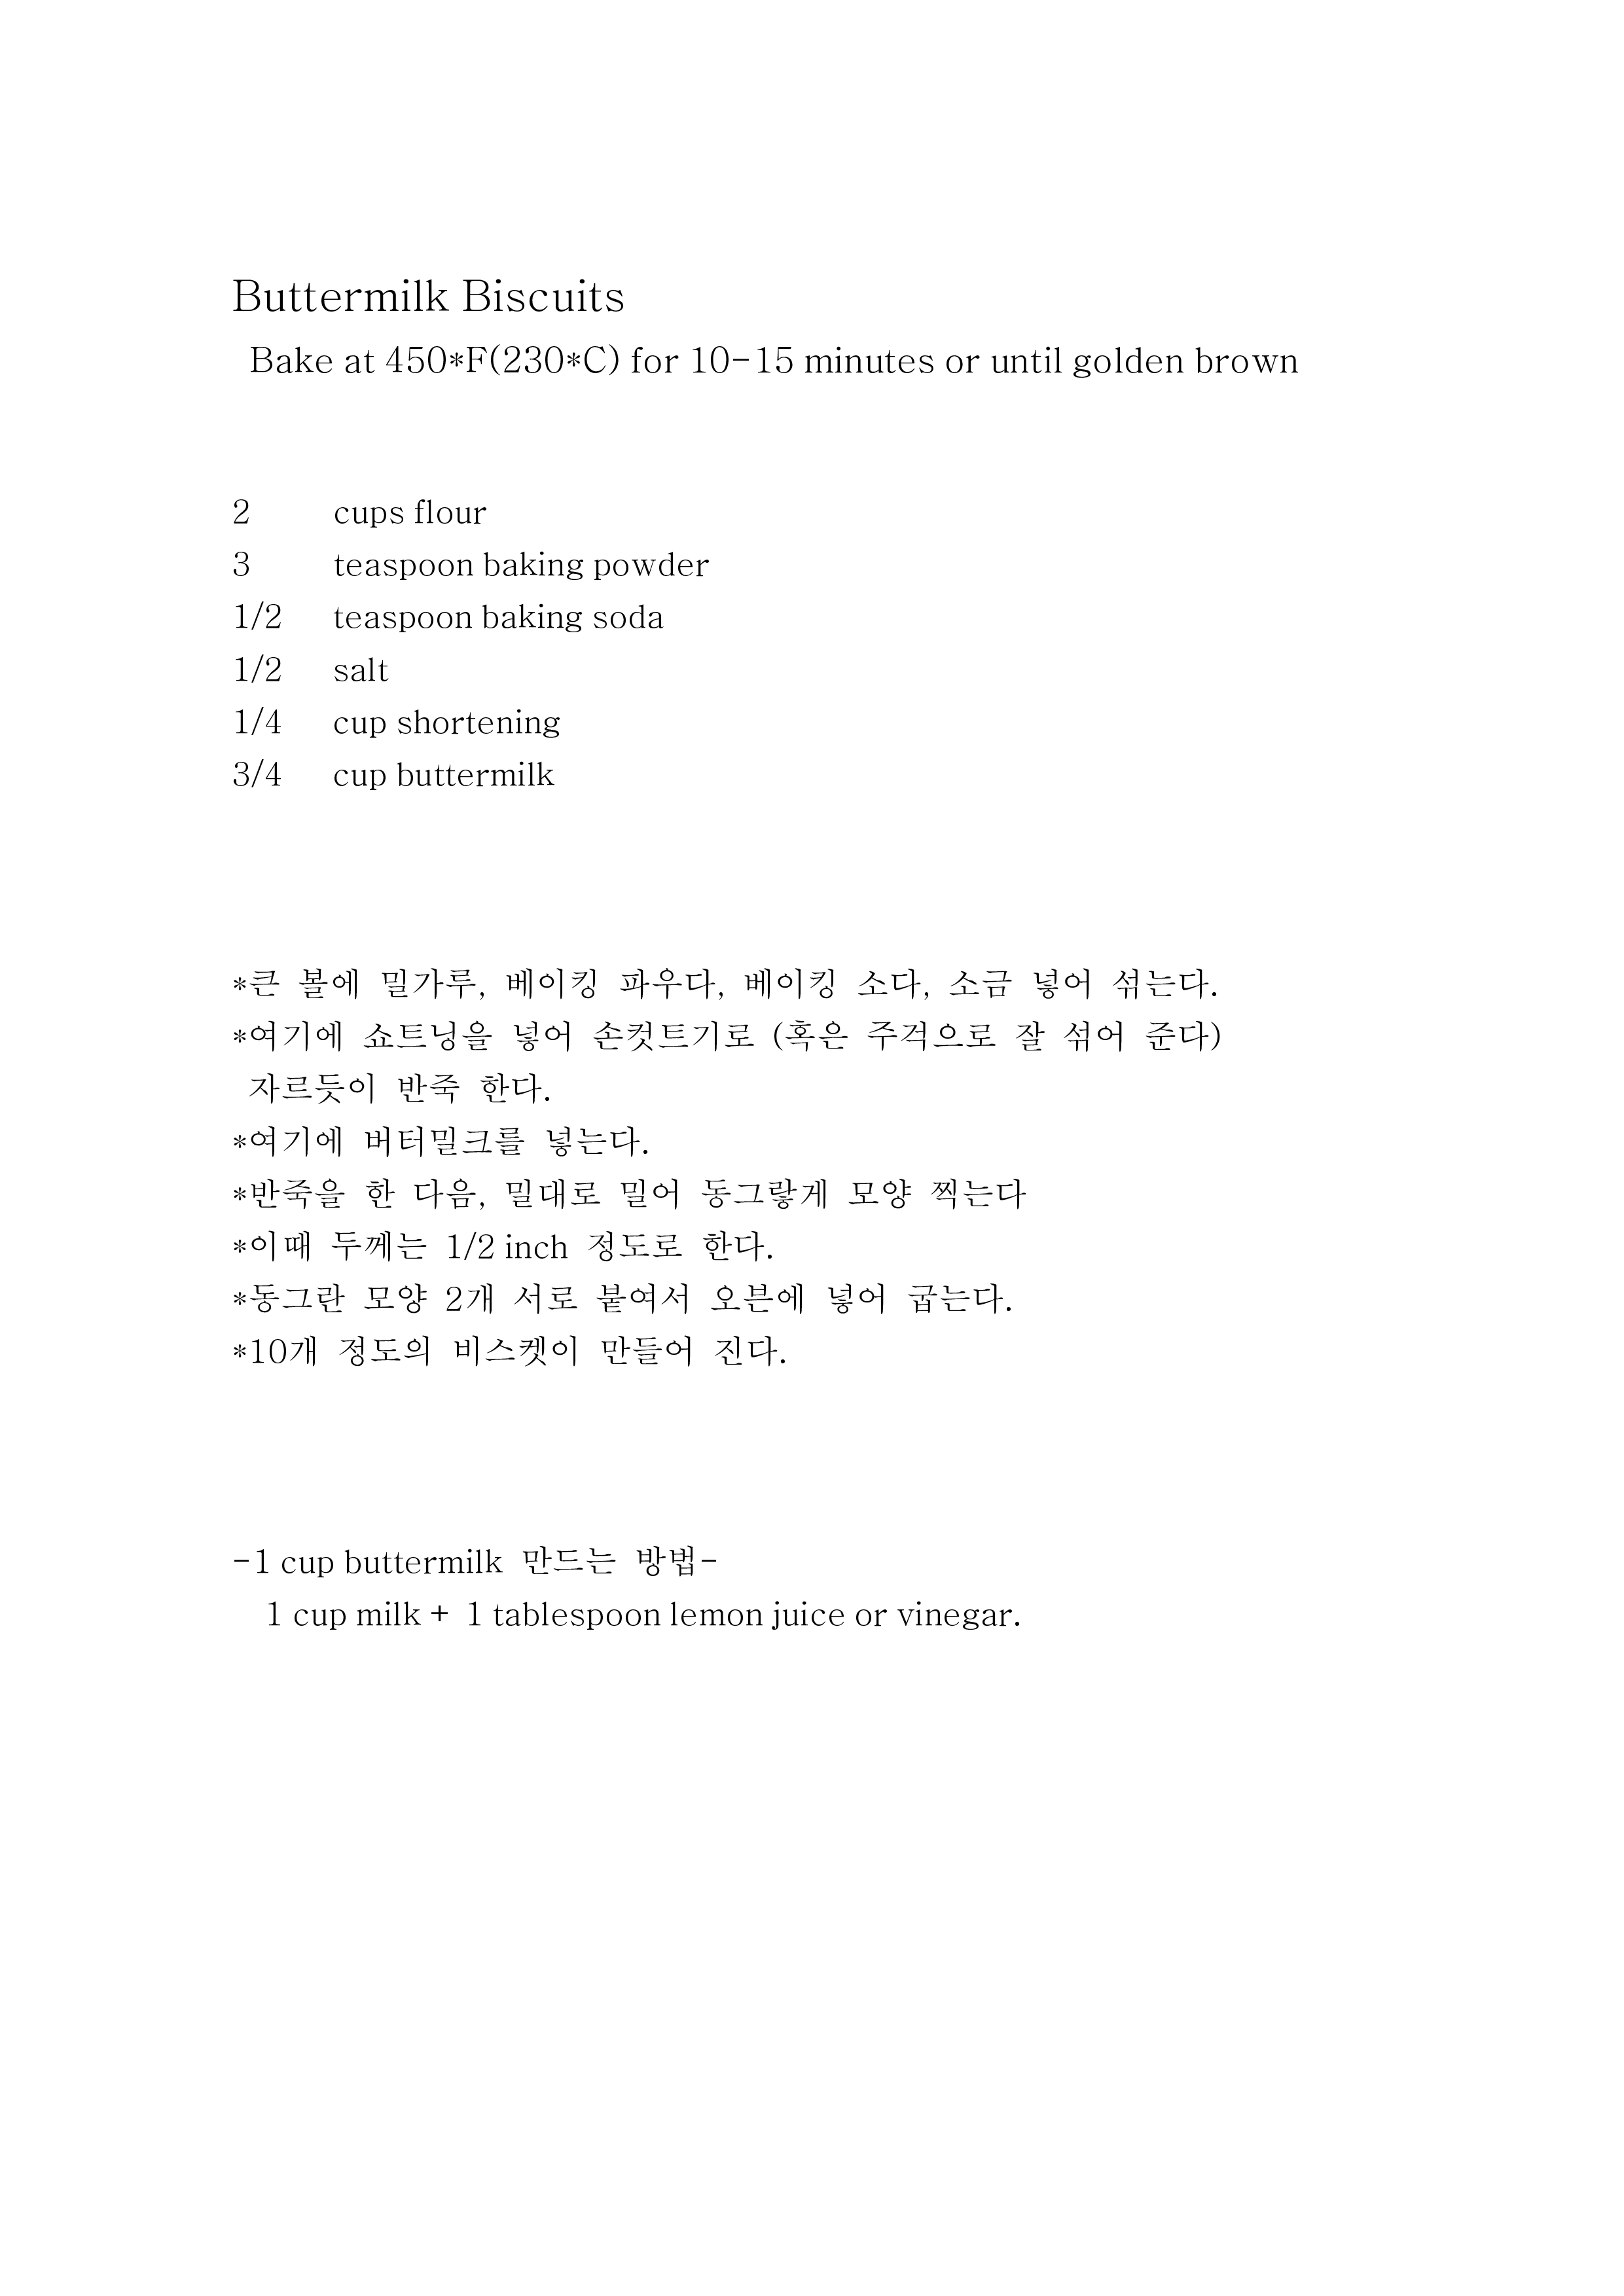 Buttermilk Biscuits
Bake at 450*F(230*C) for 10-15 minutes or until golden brown
2 cups flour
3 teaspoon baking powder
1/2 teaspoon baking soda
1/2 salt
1/4 cup shortening
3/4 cup buttermilk
*큰 볼에 밀가루, 베이킹 파우다, 베이킹 소다, 소금 넣어 섞는다.
*여기에 쇼트닝을 넣어 손컷트기로 (혹은 주걱으로 잘 섞어 준다)
자르듯이 반죽 한다.
*여기에 버터밀크를 넣는다.
*반죽을 한 다음, 밀대로 밀어 동그랗게 모양 찍는다
*이때 두께는 1/2 inch 정도로 한다.
*동그란 모양 2개 서로 붙여서 오븐에 넣어 굽는다.
*10개 정도의 비스켓이 만들어 진다.
-1 cup buttermilk 만드는 방법-
1 cup milk + 1 tablespoon lemon juice or vinegar.